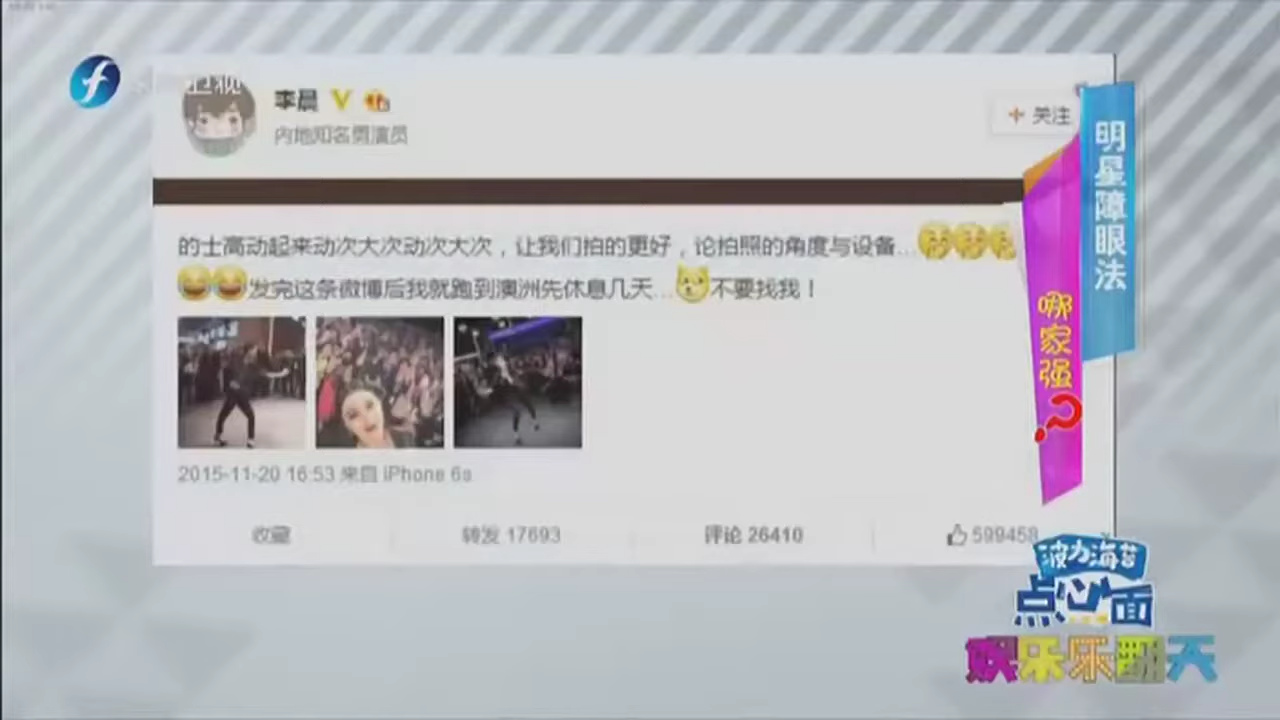 卫视
李晨
内地知名男演员
+ 关注
的士高动起来动次大次动次大次，让我们拍的更好，论拍照的角度与设备...
发完这条微博后我就跑到澳洲先休息几天...不要找我！
2015-11-20 16:53 来自 iPhone 6s
收藏
转发 17693
评论 26410
599458
明星障眼法
哪家强?
波力海苔
点心面
娱乐乐翻天